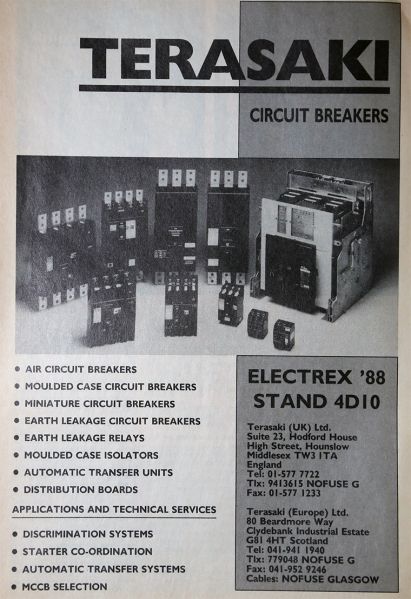 TERASAKI
CIRCUIT BREAKERS
• AIR CIRCUIT BREAKERS
• MOULDED CASE CIRCUIT BREAKERS
• MINIATURE CIRCUIT BREAKERS
• EARTH LEAKAGE CIRCUIT BREAKERS
• EARTH LEAKAGE RELAYS
• MOULDED CASE ISOLATORS
• AUTOMATIC TRANSFER UNITS
• DISTRIBUTION BOARDS
APPLICATIONS AND TECHNICAL SERVICES
• DISCRIMINATION SYSTEMS
• STARTER CO-ORDINATION
• AUTOMATIC TRANSFER SYSTEMS
• MCCB SELECTION
ELECTREX '88
STAND 4D10
Terasaki (UK) Ltd.
Suite 23, Hodford House
High Street, Hounslow
Middlesex TW3 1TA
England
Tel: 01-577 7722
Tlx: 9413615 NOFUSE G
Fax: 01-577 1233
Terasaki (Europe) Ltd.
80 Beardmore Way
Clydebank Industrial Estate
G81 4HT Scotland
Tel: 041-941 1940
Tlx: 779048 NOFUSE G
Fax: 041-952 9246
Cables: NOFUSE GLASGOW